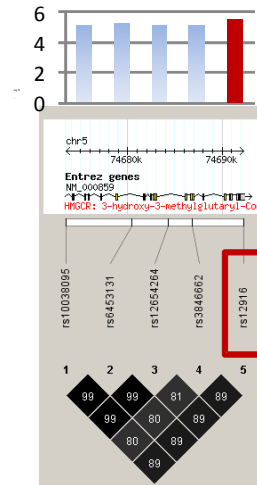 6
4
2
0
chr5
74680k 74690k
Entrez genes
NM_000859
HMGCR: 3-hydroxy-3-methylglutaryl-Co
rs10038095 rs6453131 rs12654264 rs3846662 rs12916
1 2 3 4 5
99 99 81 89
99 80 89
80 89
89